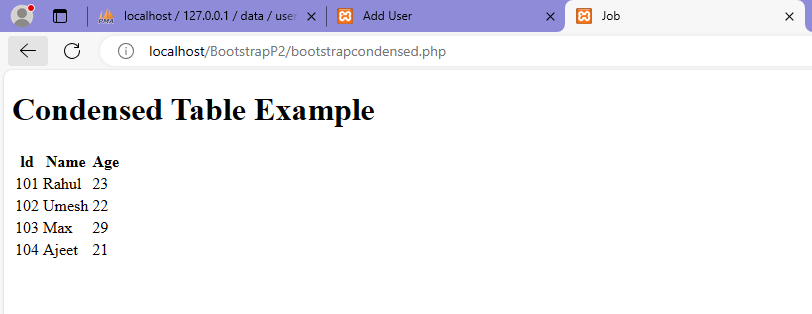 localhost / 127.0.0.1 / data / user
Add User
Job
localhost/BootstrapP2/bootstrapcondensed.php
Condensed Table Example
Id Name Age
101 Rahul 23
102 Umesh 22
103 Max 29
104 Ajeet 21